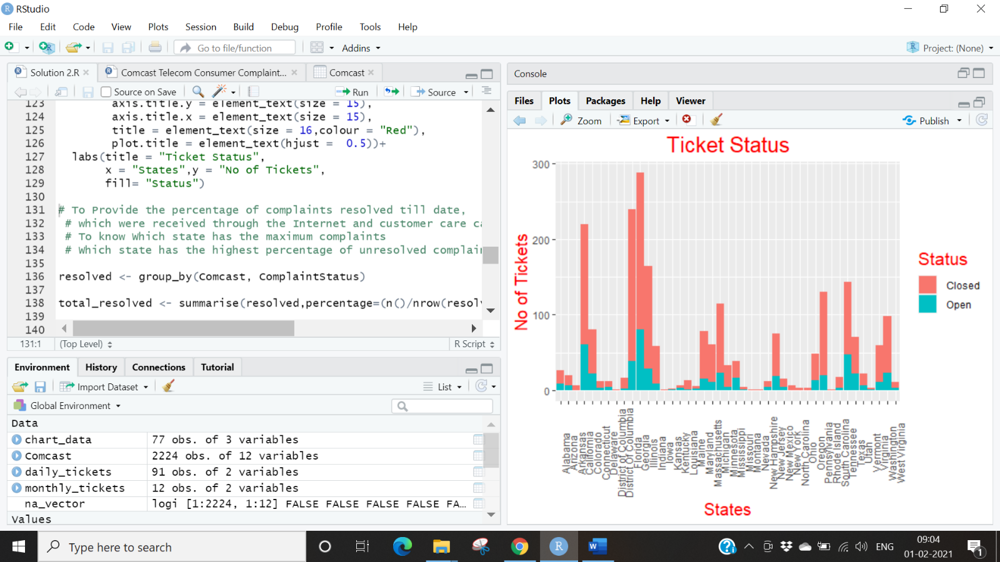 RStudio
File Edit Code View Plots Session Build Debug Profile Tools Help
Go to file/function Addins Project: (None)
Solution 2.R Comcast Telecom Consumer Complaint... Comcast
Source on Save Run Source
123 axis.title.y = element_text(size = 15),
124 axis.title.x = element_text(size = 15),
125 title = element_text(size = 16,colour = "Red"),
126 plot.title = element_text(hjust = 0.5))+
127 labs(title = "Ticket Status",
128 x = "States",y = "No of Tickets",
129 fill= "Status")
130
131 # To Provide the percentage of complaints resolved till date,
132 # which were received through the Internet and customer care ca
133 # To know Which state has the maximum complaints
134 # Which state has the highest percentage of unresolved complai
135
136 resolved <- group_by(Comcast, ComplaintStatus)
137
138 total_resolved <- summarise(resolved,percentage=(n()/nrow(resol
139
140
131:1 (Top Level) R Script
Environment History Connections Tutorial
Import Dataset List
Global Environment
Data
chart_data 77 obs. of 3 variables
Comcast 2224 obs. of 12 variables
daily_tickets 91 obs. of 2 variables
monthly_tickets 12 obs. of 2 variables
na_vector logi [1:2224, 1:12] FALSE FALSE FALSE FALSE FA...
Values
Console
Files Plots Packages Help Viewer
Zoom Export Publish
Ticket Status
No of Tickets
300
200
100
0
Alabama
Arizona
Arkansas
California
Colorado
Connecticut
Delaware
District of Columbia
District Of Columbia
Florida
Georgia
Illinois
Indiana
Iowa
Kansas
Kentucky
Louisiana
Maine
Maryland
Massachusetts
Michigan
Minnesota
Mississippi
Missouri
Montana
Nevada
New Hampshire
New Jersey
New Mexico
New York
North Carolina
Ohio
Oregon
Pennsylvania
Rhode Island
South Carolina
Tennessee
Texas
Utah
Vermont
Virginia
Washington
West Virginia
States
Status
Closed
Open
Type here to search
ENG
09:04
01-02-2021
1